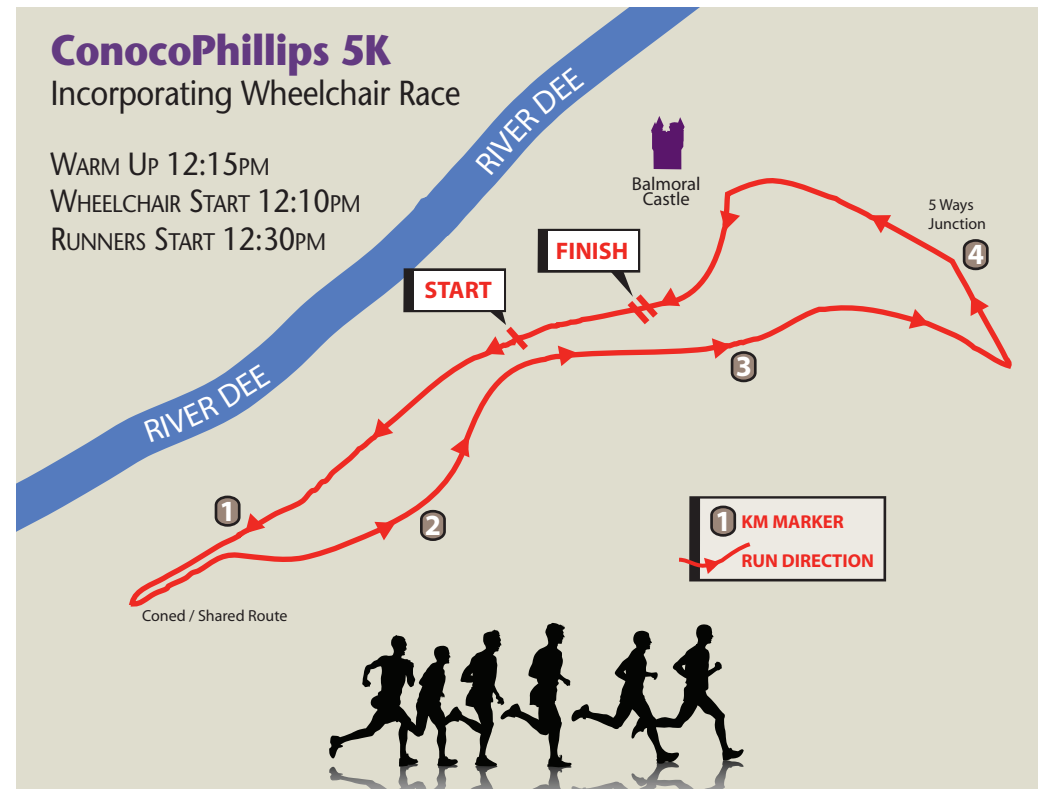 ConocoPhillips 5K
Incorporating Wheelchair Race
WARM UP 12:15PM
WHEELCHAIR START 12:10PM
RUNNERS START 12:30PM
RIVER DEE
Balmoral
Castle
5 Ways
Junction
4
FINISH
START
3
RIVER DEE
1
2
1 KM MARKER
RUN DIRECTION
Coned / Shared Route